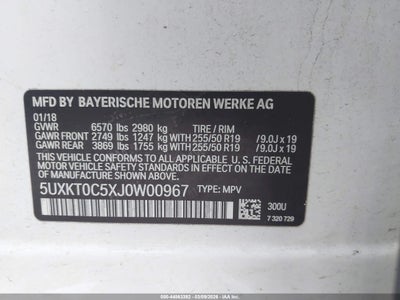 MFD BY BAYERISCHE MOTOREN WERKE AG
01/18
GVWR 6570 lbs 2980 kg TIRE / RIM
GAWR FRONT 2749 lbs 1247 kg WITH 255/50 R19 /9.0J x 19
GAWR REAR 3869 lbs 1755 kg WITH 255/50 R19 /9.0J x 19
THIS VEHICLE CONFORMS TO ALL APPLICABLE U.S. FEDERAL MOTOR VEHICLE
SAFETY STANDARDS IN EFFECT ON THE DATE OF MANUFACTURE SHOWN ABOVE.
5UXKT0C5XJ0W00967 TYPE: MPV
300U
7 320 729